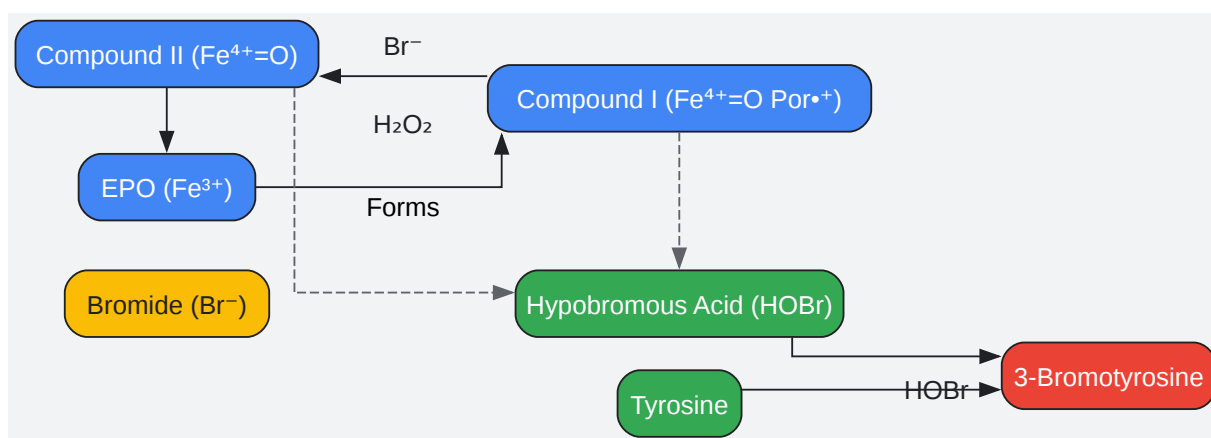 Compound II (Fe⁴⁺=O)
Br⁻
Compound I (Fe⁴⁺=O Por•⁺)
H₂O₂
EPO (Fe³⁺)
Forms
Bromide (Br⁻)
Hypobromous Acid (HOBr)
3-Bromotyrosine
HOBr
Tyrosine